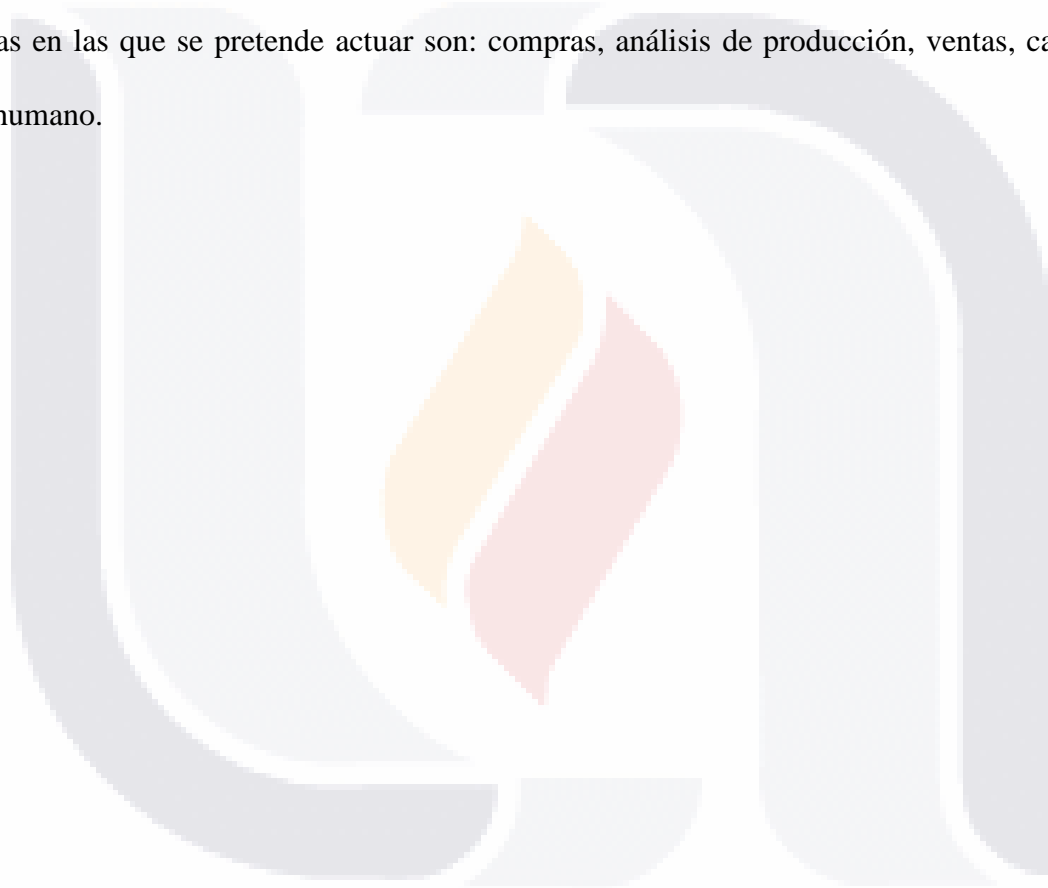 as en las que se pretende actuar son: compras, análisis de producción, ventas, ca
humano.